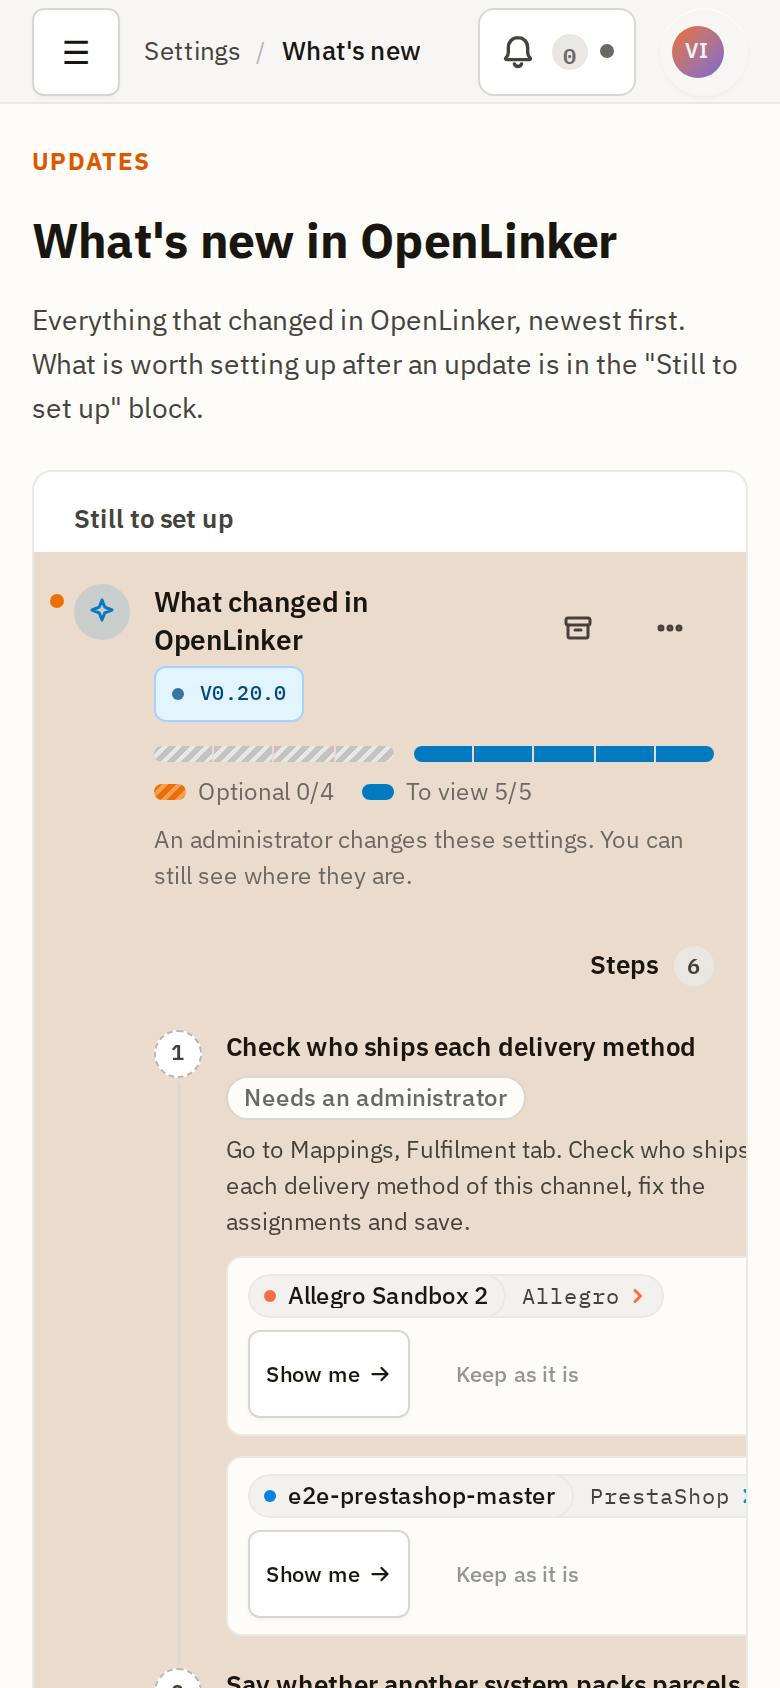 ☰
Settings / What's new
0
VI
UPDATES
What's new in OpenLinker
Everything that changed in OpenLinker, newest first.
What is worth setting up after an update is in the "Still to
set up" block.
Still to set up
What changed in
OpenLinker
V0.20.0
Optional 0/4 To view 5/5
An administrator changes these settings. You can
still see where they are.
Steps 6
1 Check who ships each delivery method
Needs an administrator
Go to Mappings, Fulfilment tab. Check who ships
each delivery method of this channel, fix the
assignments and save.
Allegro Sandbox 2 Allegro
Show me → Keep as it is
e2e-prestashop-master PrestaShop
Show me → Keep as it is
Say whether another system packs parcels